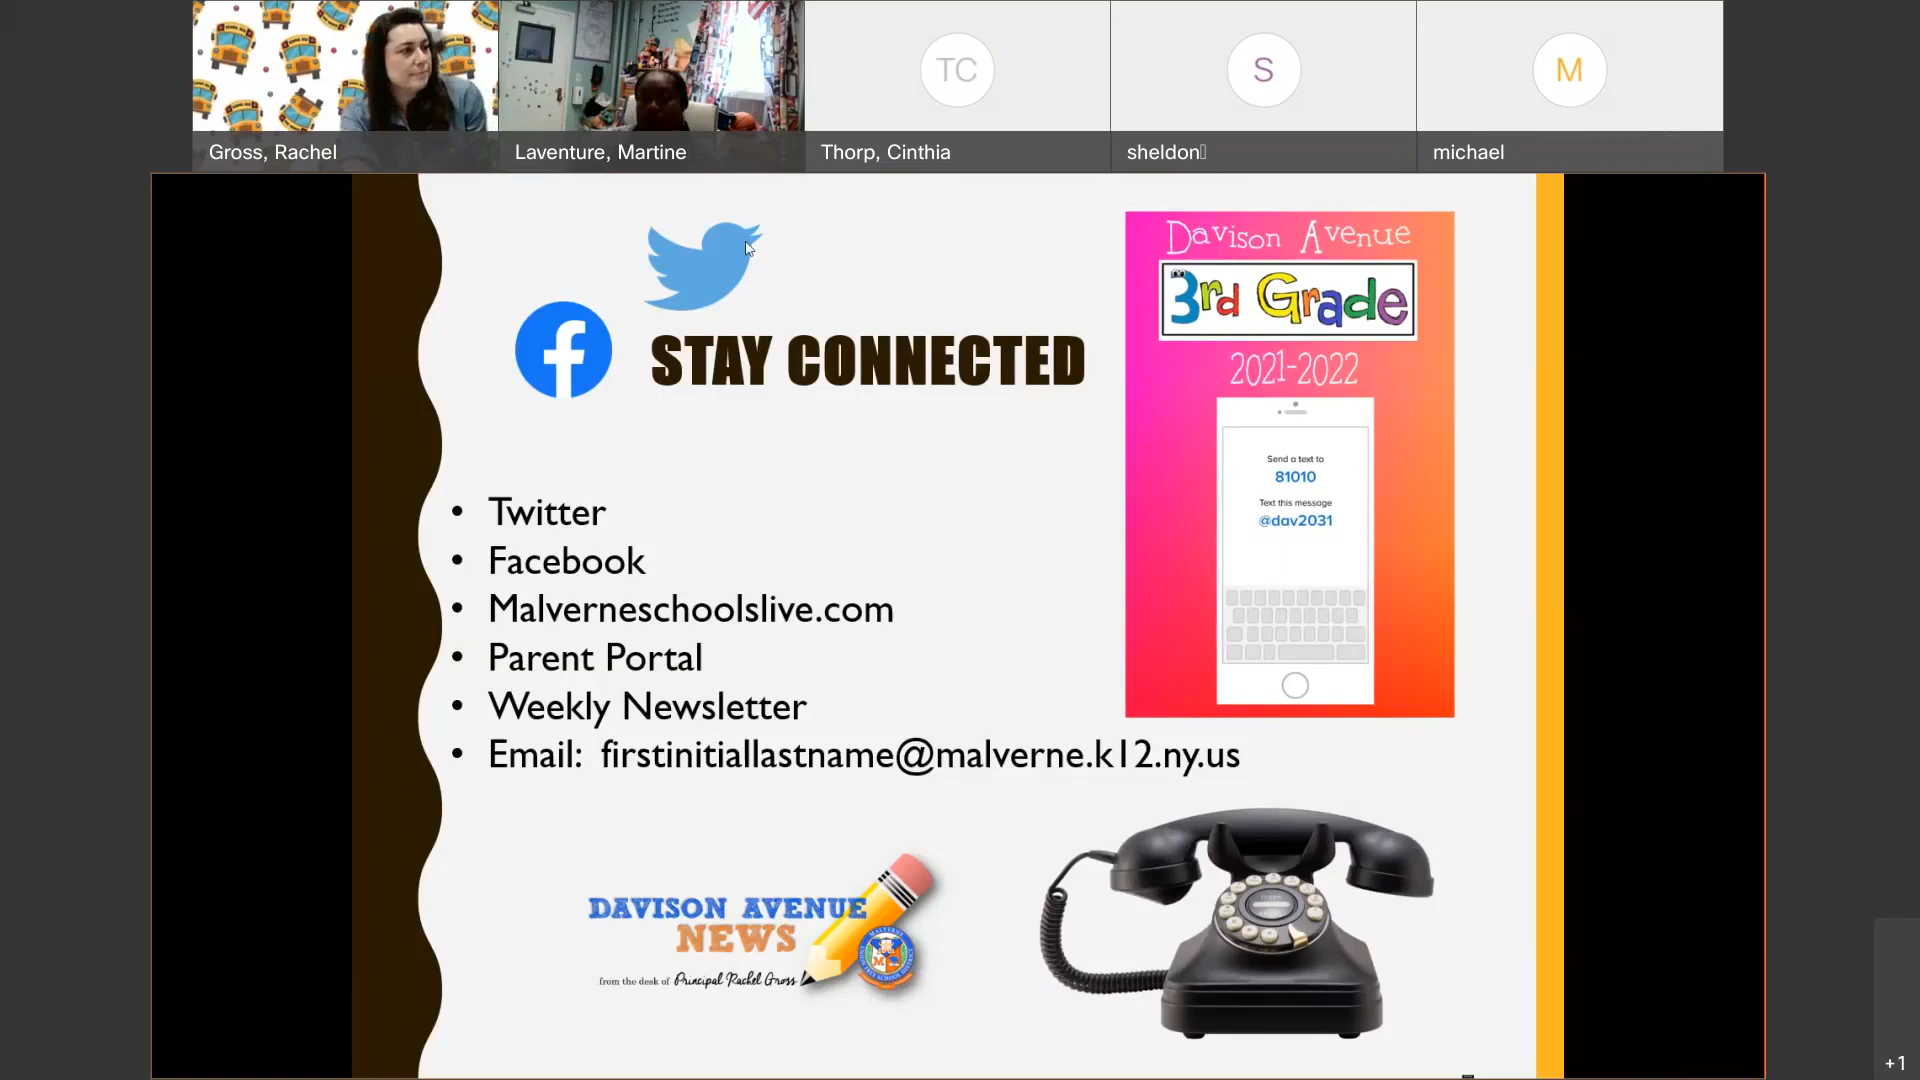 TC
S
M
Gross, Rachel
Laventure, Martine
Thorp, Cinthia
sheldon
michael
STAY CONNECTED
• Twitter
• Facebook
• Malverneschoolslive.com
• Parent Portal
• Weekly Newsletter
• Email: firstinitiallastname@malverne.k12.ny.us
Davison Avenue
3rd Grade
2021-2022
Send a text to
81010
Text this message
@dav2031
DAVISON AVENUE
NEWS
from the desk of Principal Rachel Gross
+1